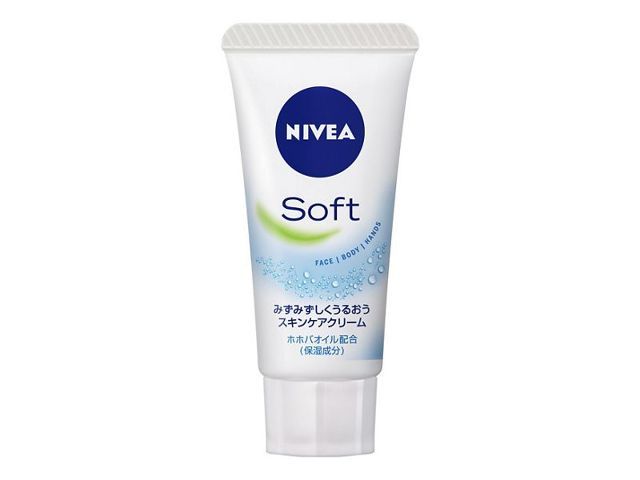 NIVEA
Soft
FACE | BODY | HANDS
みずみずしくうるおう
スキンケアクリーム
ホホバオイル配合
(保湿成分)